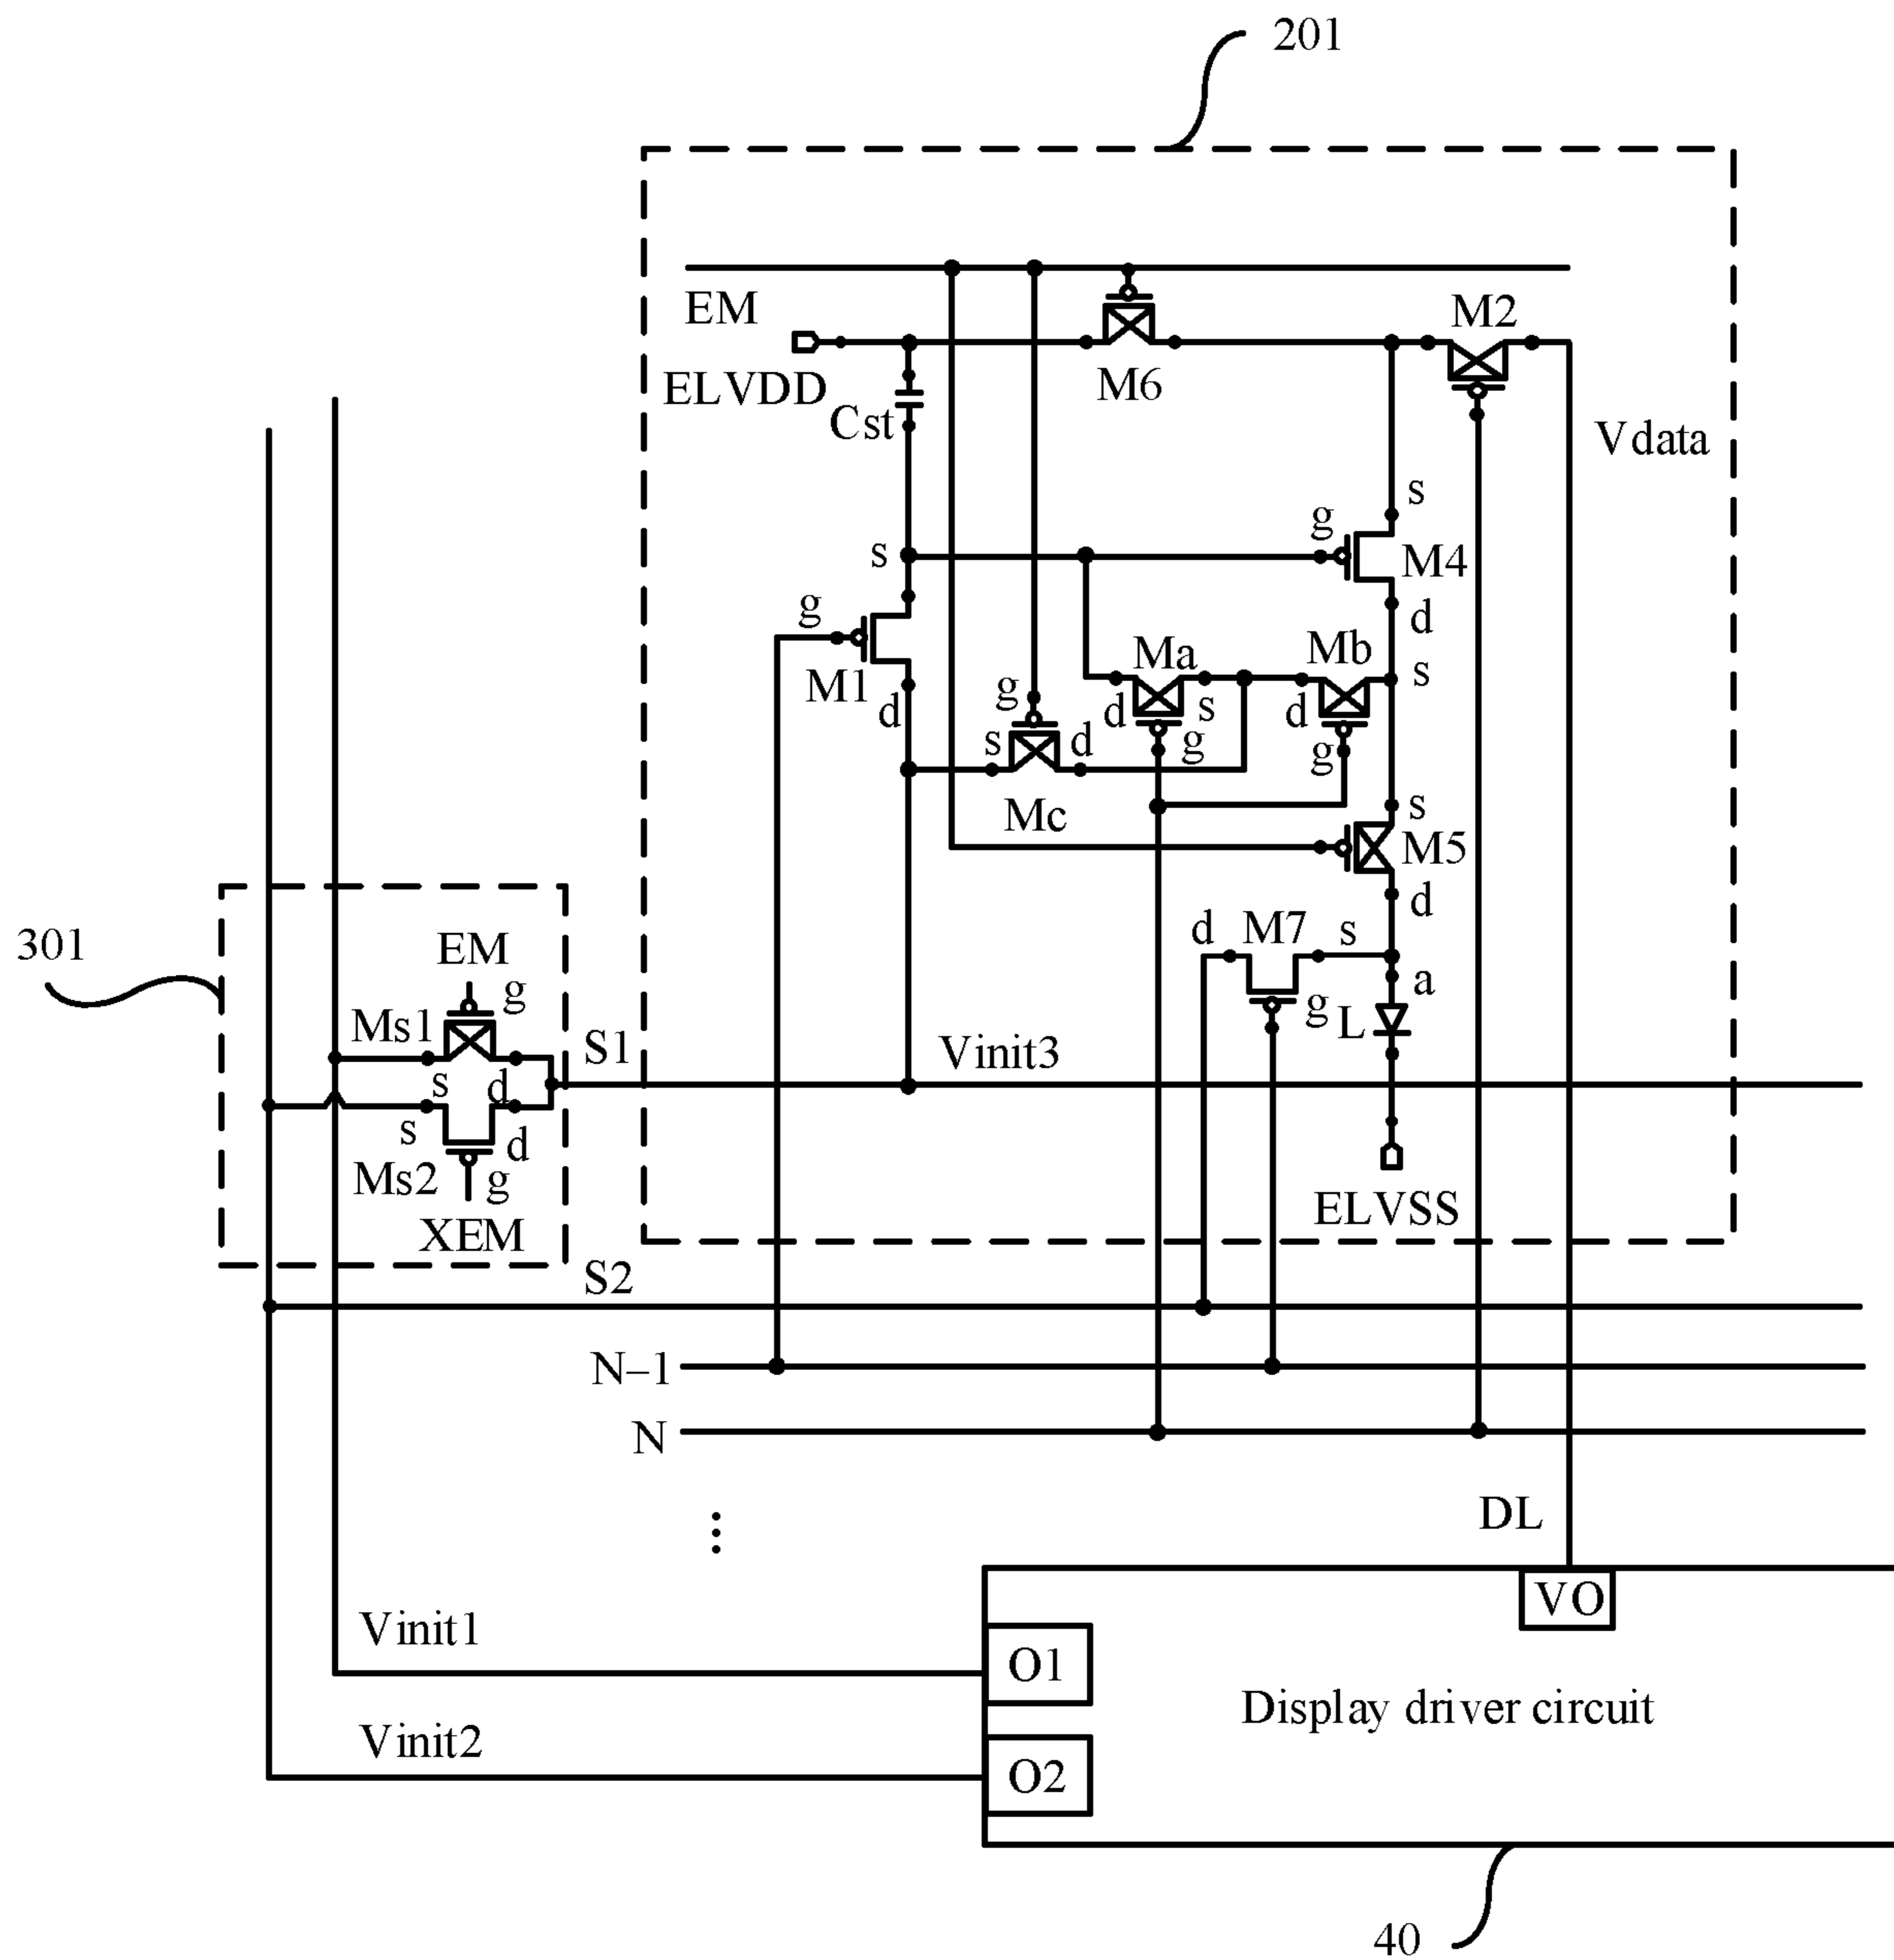 201
EM
M2
ELVDD
M6
Cst
Vdata
s
g
s
M4
g
d
Ma
Mb
s
M1
g
d
d
s
d
s
d
g
g
Mc
s
M5
d
301
EM
d
M7
s
g
a
Ms1
g
L
S1
Vinit3
s
d
s
d
Ms2
g
ELVSS
XEM
S2
N–1
N
DL
VO
Vinit1
O1
Display driver circuit
Vinit2
O2
40